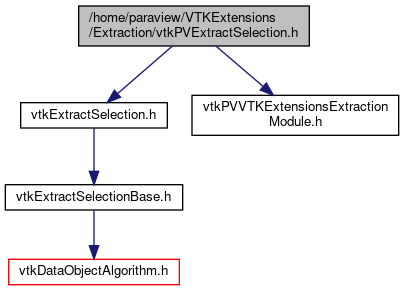 /home/paraview/VTKExtensions
/Extraction/vtkPVExtractSelection.h
vtkExtractSelection.h
vtkPVVTKExtensionsExtraction
Module.h
vtkExtractSelectionBase.h
vtkDataObjectAlgorithm.h